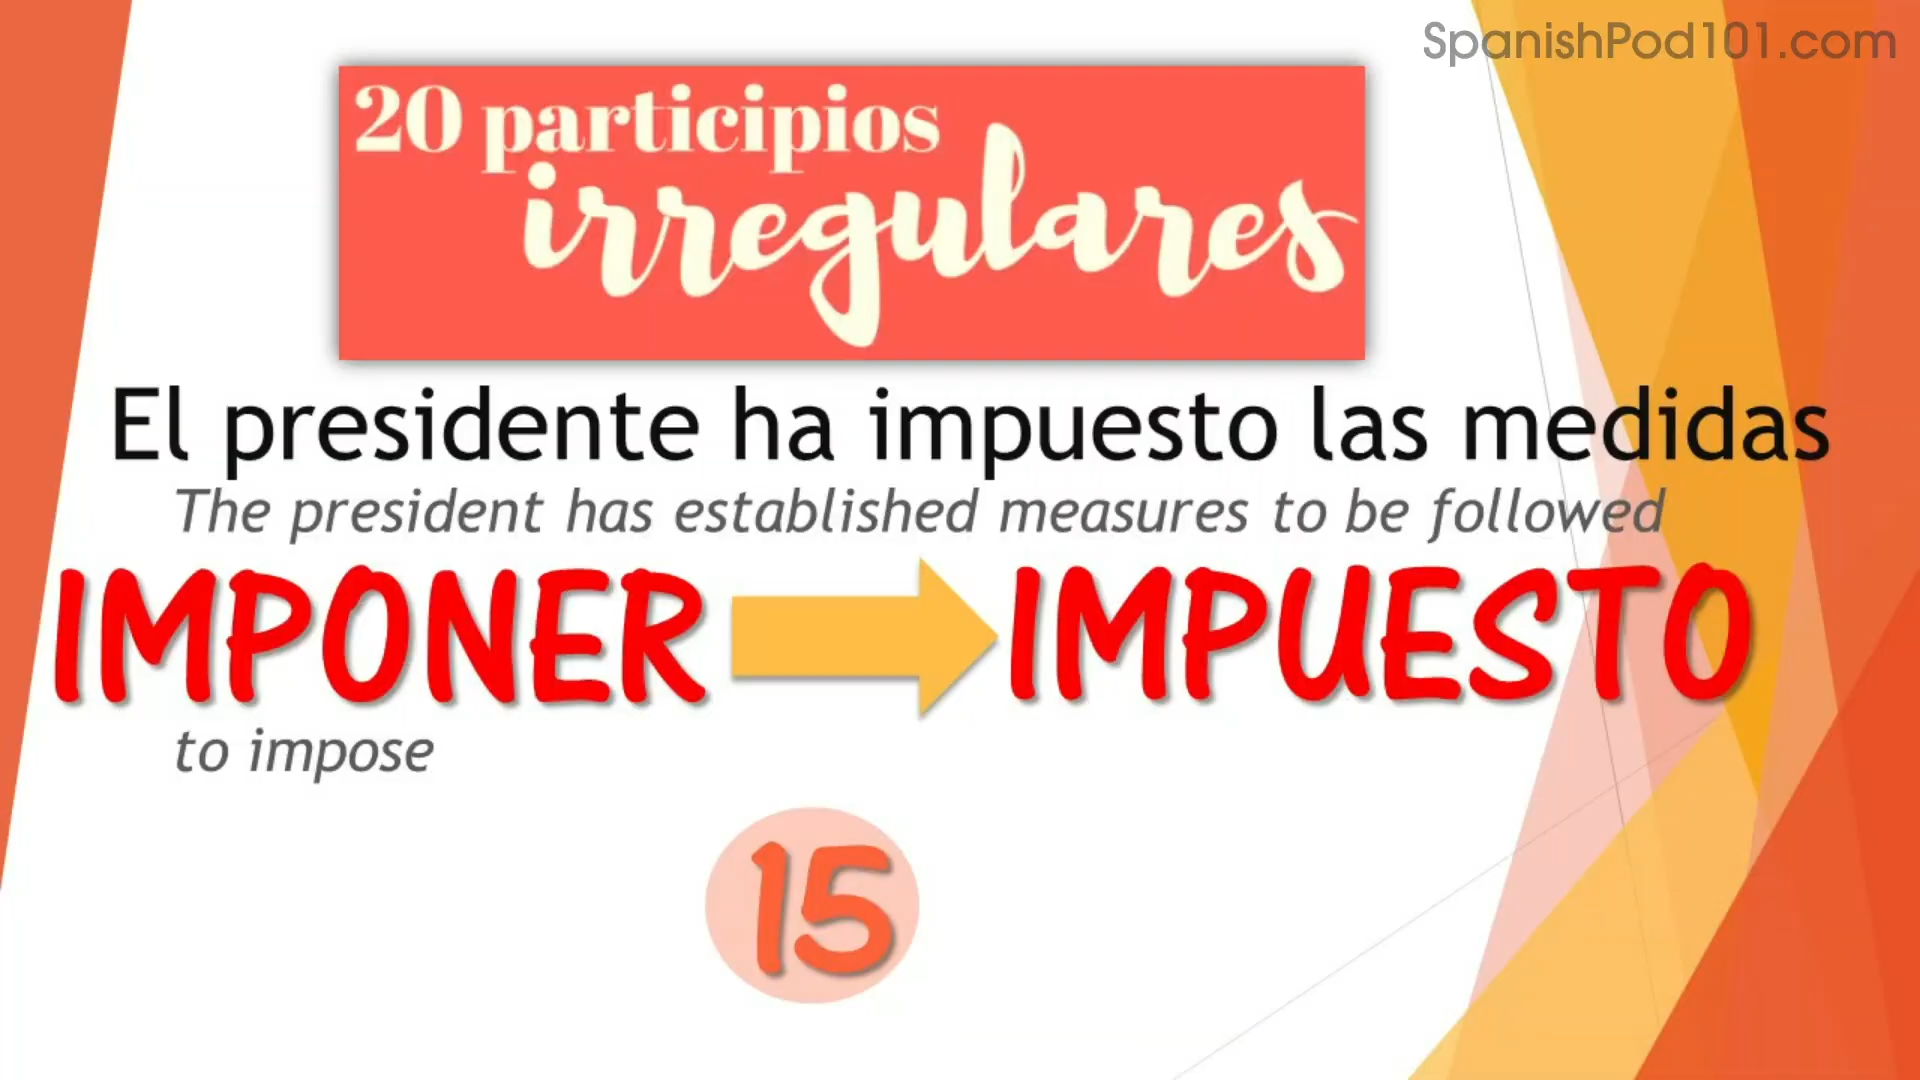 SpanishPod101.com
20 participios
irregulares
El presidente ha impuesto las medidas
The president has established measures to be followed
IMPONER IMPUESTO
to impose
15